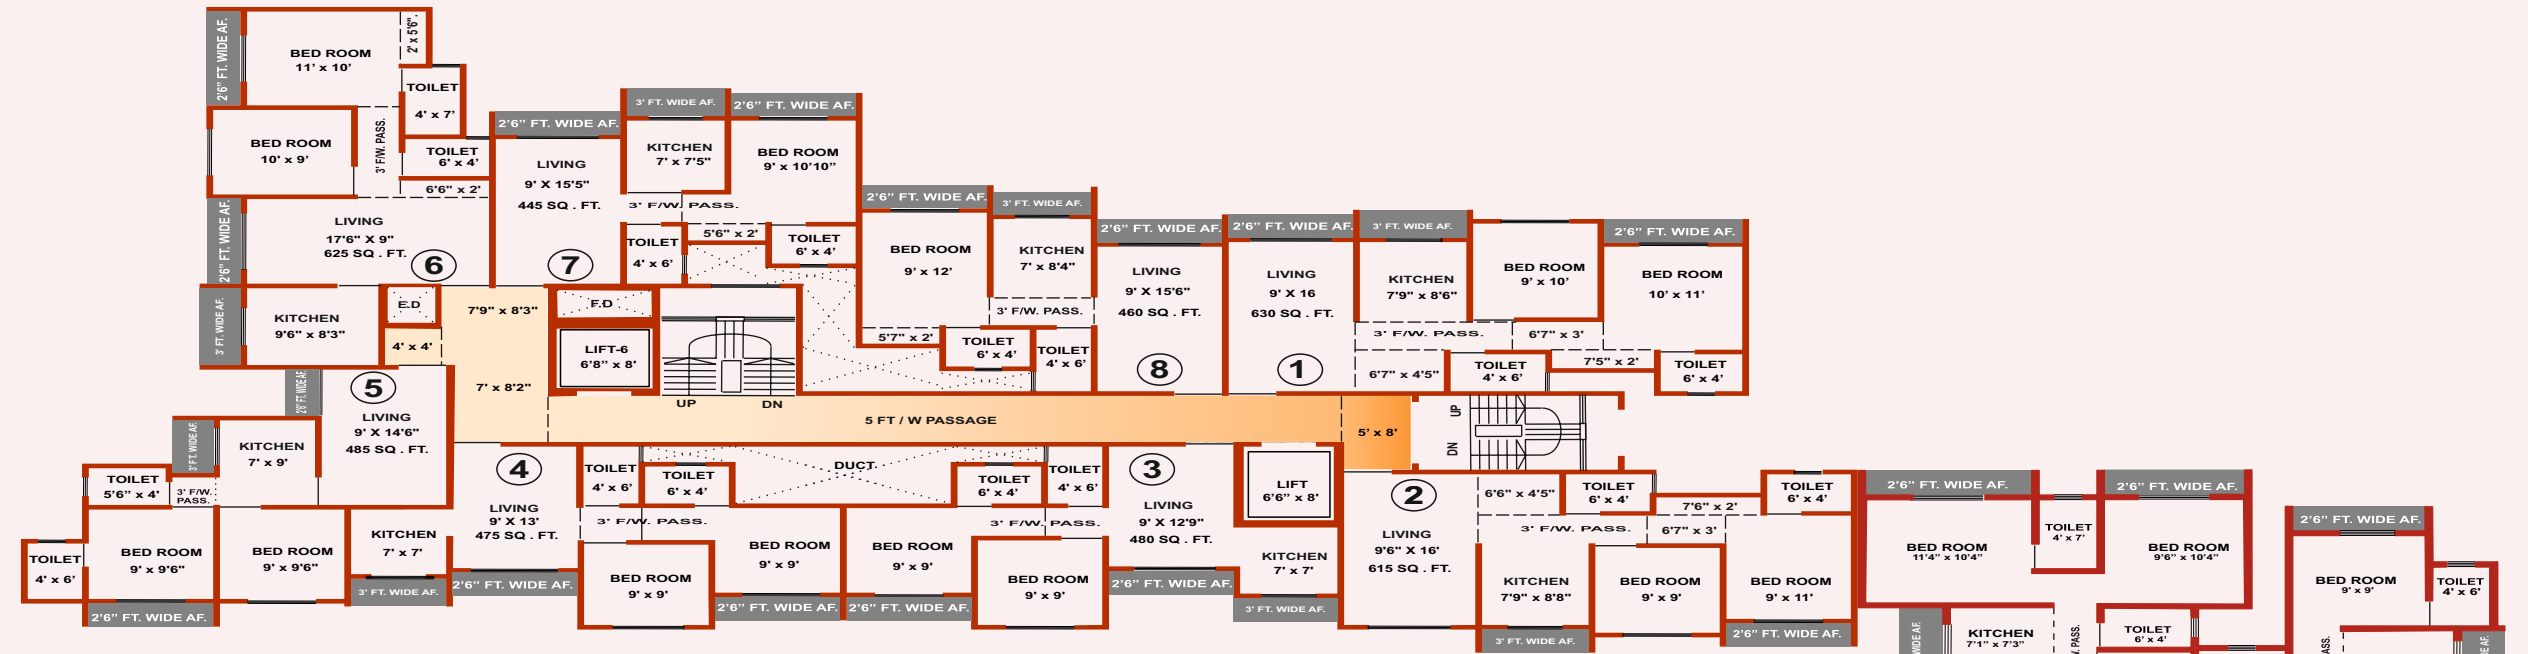 2'6" FT. WIDE AF.
BED ROOM
11' x 10'
2' x 5'6".
TOILET
4' x 7'
BED ROOM
10' x 9'
3' F/W. PASS.
TOILET
6' x 4'
6'6" x 2'
2'6" FT. WIDE AF.
LIVING
17'6" X 9"
625 SQ . FT.
6
3' FT. WIDE AF.
KITCHEN
9'6" x 8'3"
E.D
4' x 4'
2'6" FT. WIDE AF.
LIVING
9' X 15'5"
445 SQ . FT.
7
3' FT. WIDE AF.
KITCHEN
7' x 7'5"
2'6" FT. WIDE AF.
BED ROOM
9' x 10'10"
3' F/W. PASS.
5'6" x 2'
TOILET
4' x 6'
TOILET
6' x 4'
7'9" x 8'3"
F.D
LIFT-6
6'8" x 8'
7' x 8'2"
UP
DN
2'6" FT. WIDE AF.
BED ROOM
9' x 12'
3' FT. WIDE AF.
KITCHEN
7' x 8'4"
3' F/W. PASS.
5'7" x 2'
TOILET
6' x 4'
TOILET
4' x 6'
2'6" FT. WIDE AF.
LIVING
9' X 15'6"
460 SQ . FT.
8
2'6" FT. WIDE AF.
LIVING
9' X 16
630 SQ . FT.
1
3' FT. WIDE AF.
KITCHEN
7'9" x 8'6"
BED ROOM
9' x 10'
2'6" FT. WIDE AF.
BED ROOM
10' x 11'
3' F/W. PASS.
6'7" x 3'
6'7" x 4'5"
TOILET
4' x 6'
7'5" x 2'
TOILET
6' x 4'
5 FT / W PASSAGE
5' x 8'
UP
DN
2'6" FT. WIDE AF.
5
LIVING
9' X 14'6"
485 SQ . FT.
3' FT. WIDE AF.
KITCHEN
7' x 9'
TOILET
5'6" x 4'
3' F/W.
PASS.
TOILET
4' x 6'
BED ROOM
9' x 9'6"
2'6" FT. WIDE AF.
BED ROOM
9' x 9'6"
KITCHEN
7' x 7'
3' FT. WIDE AF.
4
LIVING
9' X 13'
475 SQ . FT.
2'6" FT. WIDE AF.
TOILET
4' x 6'
TOILET
6' x 4'
DUCT
3' F/W. PASS.
BED ROOM
9' x 9'
BED ROOM
9' x 9'
2'6" FT. WIDE AF.
BED ROOM
9' x 9'
2'6" FT. WIDE AF.
TOILET
6' x 4'
TOILET
4' x 6'
3' F/W. PASS.
BED ROOM
9' x 9'
3
LIVING
9' X 12'9"
480 SQ . FT.
2'6" FT. WIDE AF.
LIFT
6'6" x 8'
KITCHEN
7' x 7'
3' FT. WIDE AF.
2
LIVING
9'6" X 16'
615 SQ . FT.
6'6" x 4'5"
TOILET
6' x 4'
7'6" x 2'
TOILET
6' x 4'
3' F/W. PASS.
6'7" x 3'
KITCHEN
7'9" x 8'8"
3' FT. WIDE AF.
BED ROOM
9' x 9'
BED ROOM
9' x 11'
2'6" FT. WIDE AF.
2'6" FT. WIDE AF.
BED ROOM
11'4" x 10'4"
TOILET
4' x 7'
2'6" FT. WIDE AF.
BED ROOM
9'6" x 10'4"
WIDE AF.
KITCHEN
7'1" x 7'3"
W. PASS.
TOILET
6' x 4'
2'6" FT. WIDE AF.
BED ROOM
9' x 9'
TOILET
4' x 6'
ASS.
AF.